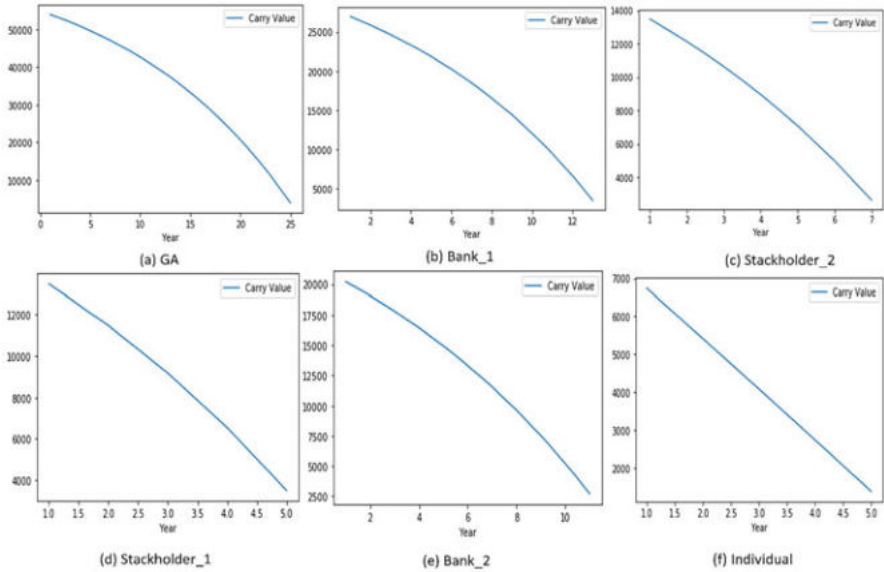 Carry Value
50000
40000
30000
20000
10000
0 5 10 15 20 25
Year
(a) GA
Carry Value
25000
20000
15000
10000
5000
2 4 6 8 10 12
Year
(b) Bank_1
14000
Carry Value
12000
10000
8000
6000
4000
1 2 3 4 5 6 7
Year
(c) Stackholder_2
Carry Value
12000
10000
8000
6000
4000
1.0 1.5 2.0 2.5 3.0 3.5 4.0 4.5 5.0
Year
(d) Stackholder_1
20000
Carry Value
17500
15000
12500
10000
7500
5000
2500
2 4 6 8 10
Year
(e) Bank_2
7000
Carry Value
6000
5000
4000
3000
2000
1.0 1.5 2.0 2.5 3.0 3.5 4.0 4.5 5.0
Year
(f) Individual